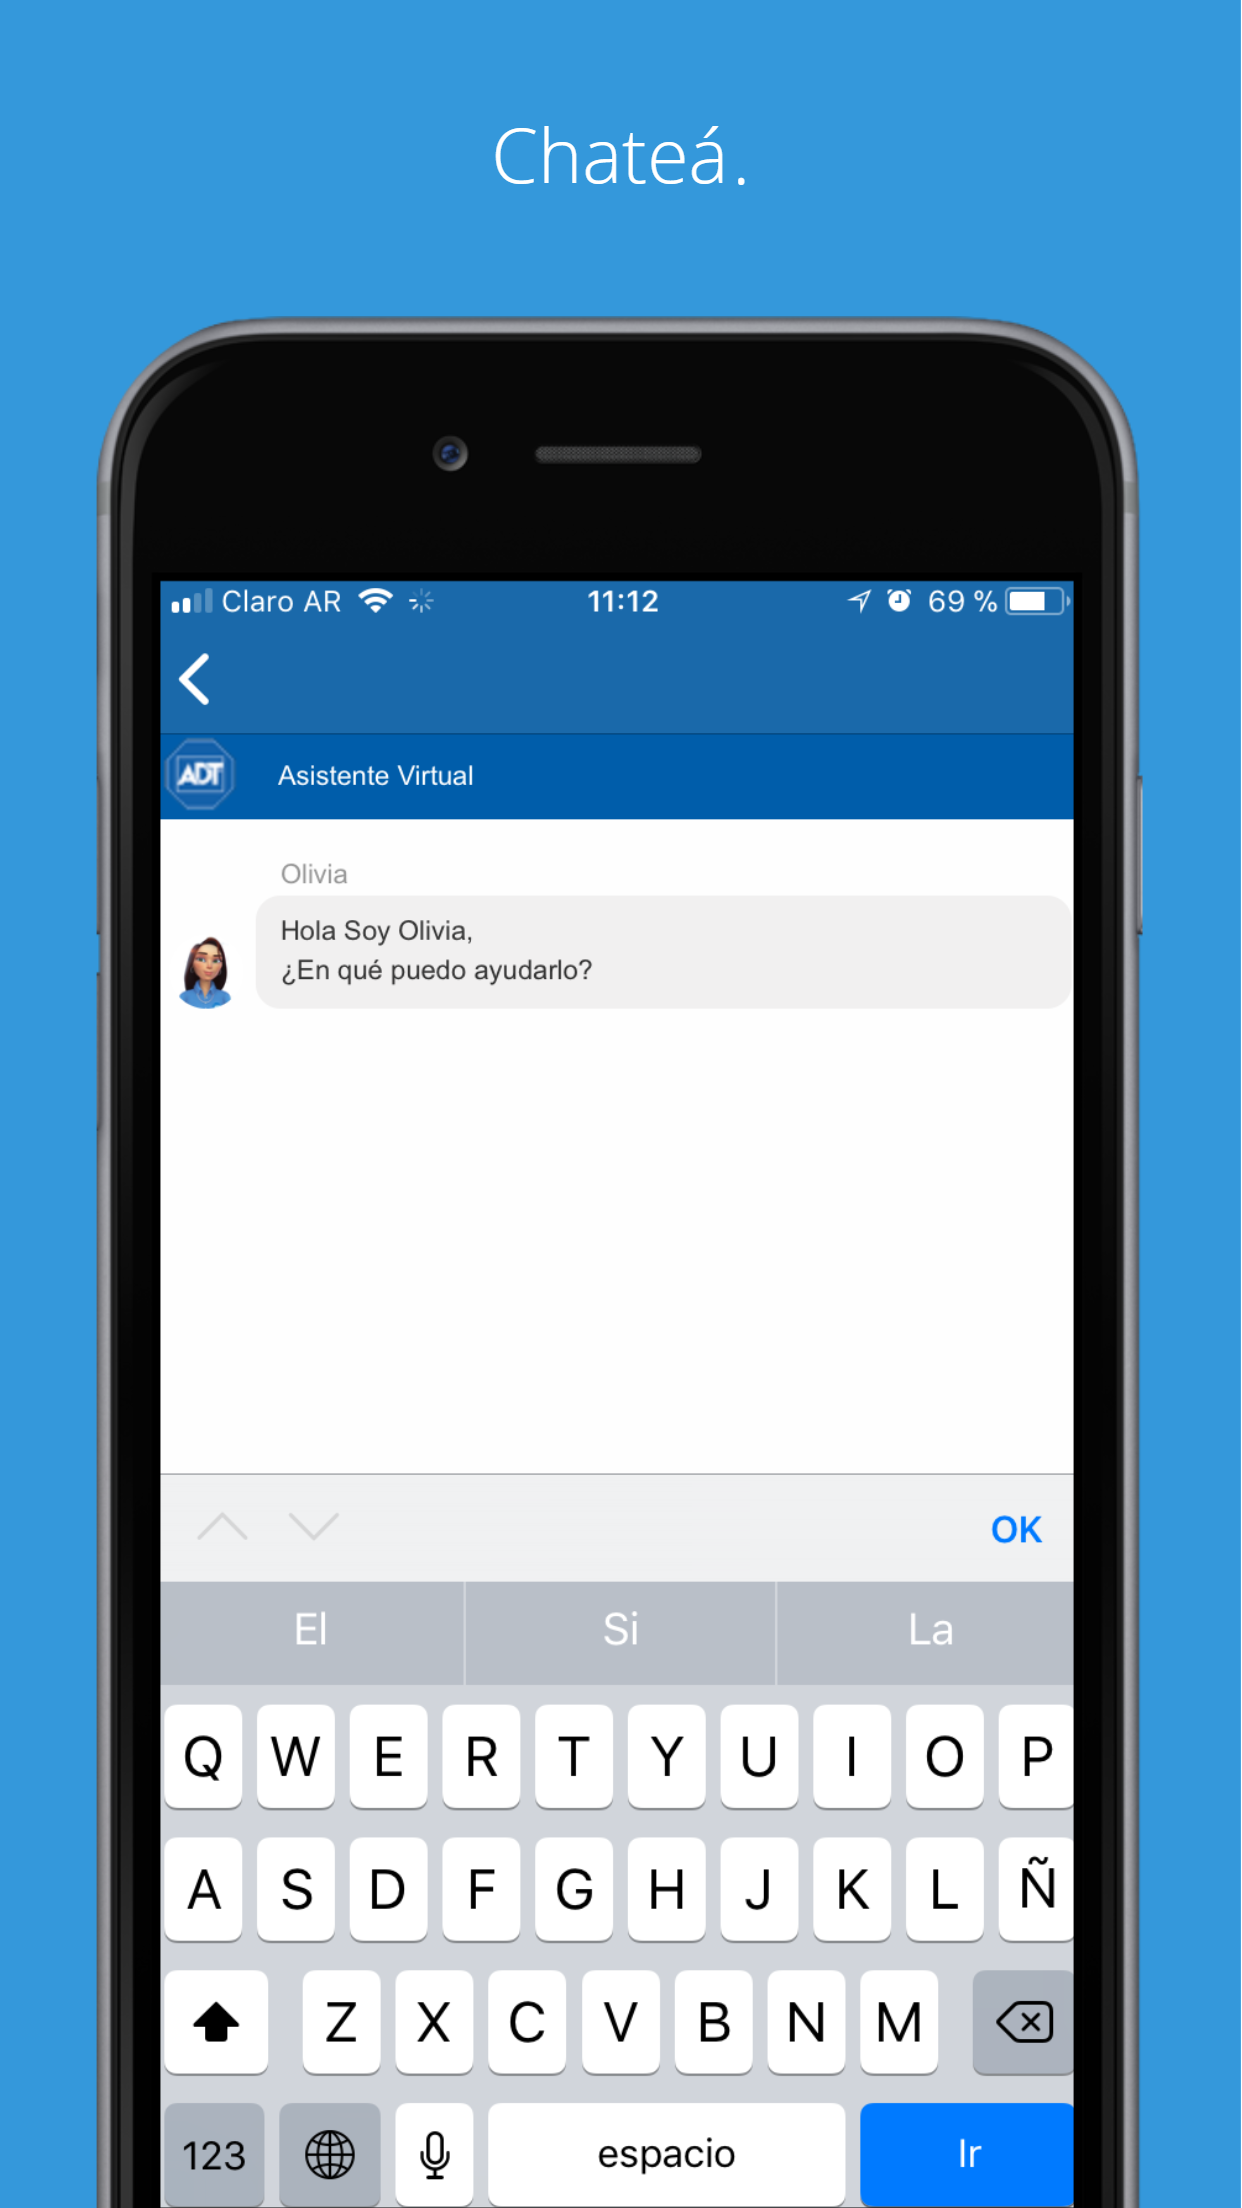 Chateá.
Claro AR 11:12 69 %
ADT Asistente Virtual
Olivia
Hola Soy Olivia,
¿En qué puedo ayudarlo?
OK
El Si La
Q W E R T Y U I O P
A S D F G H J K L Ñ
Z X C V B N M
123 espacio Ir